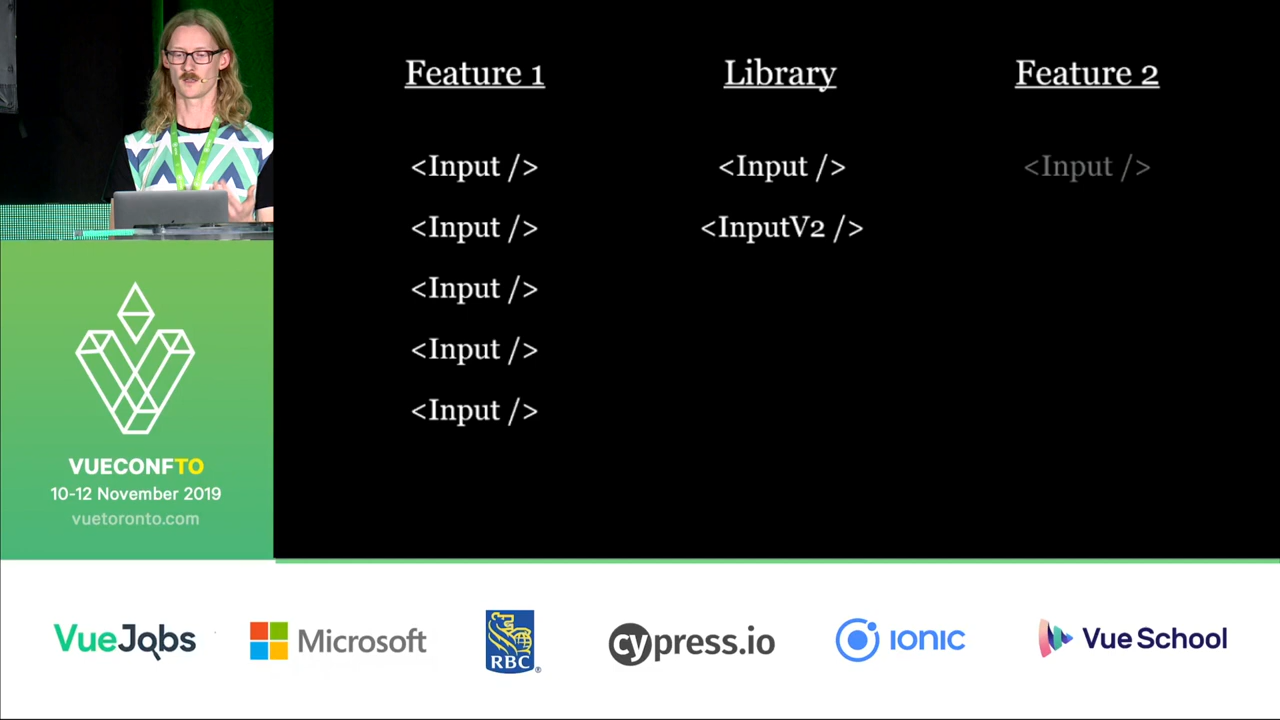 Feature 1
<Input />
<Input />
<Input />
<Input />
<Input />
Library
<Input />
<InputV2 />
Feature 2
<Input />
VUECONFTO
10-12 November 2019
vuetoronto.com
VueJobs
Microsoft
RBC
®
cypress.io
IONIC
Vue School